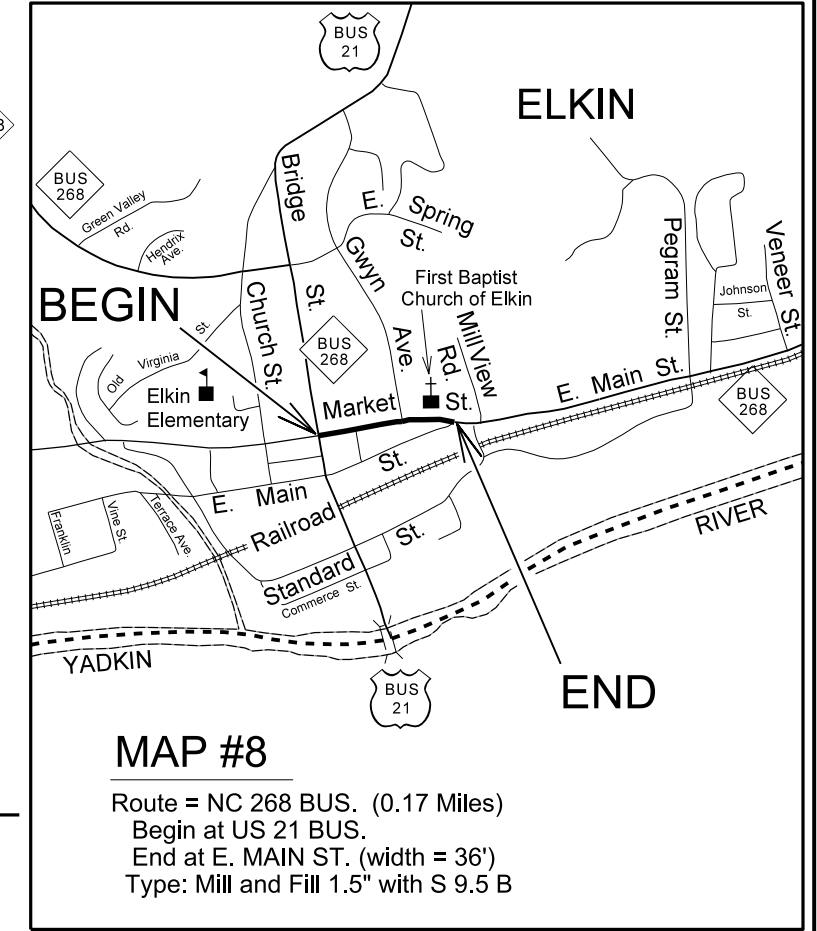 BUS
21
ELKIN
BUS
268
Green Valley
Rd.
Hendrix
Ave.
Bridge
St.
E. Spring
St.
Gwyn
Ave.
Pegram St.
Veneer St.
Johnson
St.
First Baptist
Church of Elkin
BEGIN
Church St.
BUS
268
Mill View
Rd.
Old Virginia St.
Elkin
Elementary
Market St.
E. Main St.
BUS
268
E. Main St.
Railroad
Franklin
Vine St.
Terrace Ave.
Standard St.
Commerce St.
RIVER
YADKIN
BUS
21
END
MAP #8
Route = NC 268 BUS. (0.17 Miles)
Begin at US 21 BUS.
End at E. MAIN ST. (width = 36')
Type: Mill and Fill 1.5" with S 9.5 B